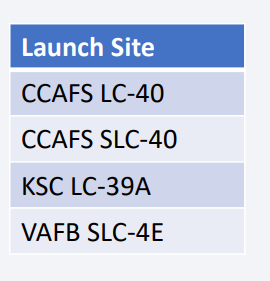 Launch Site
CCAFS LC-40
CCAFS SLC-40
KSC LC-39A
VAFB SLC-4E